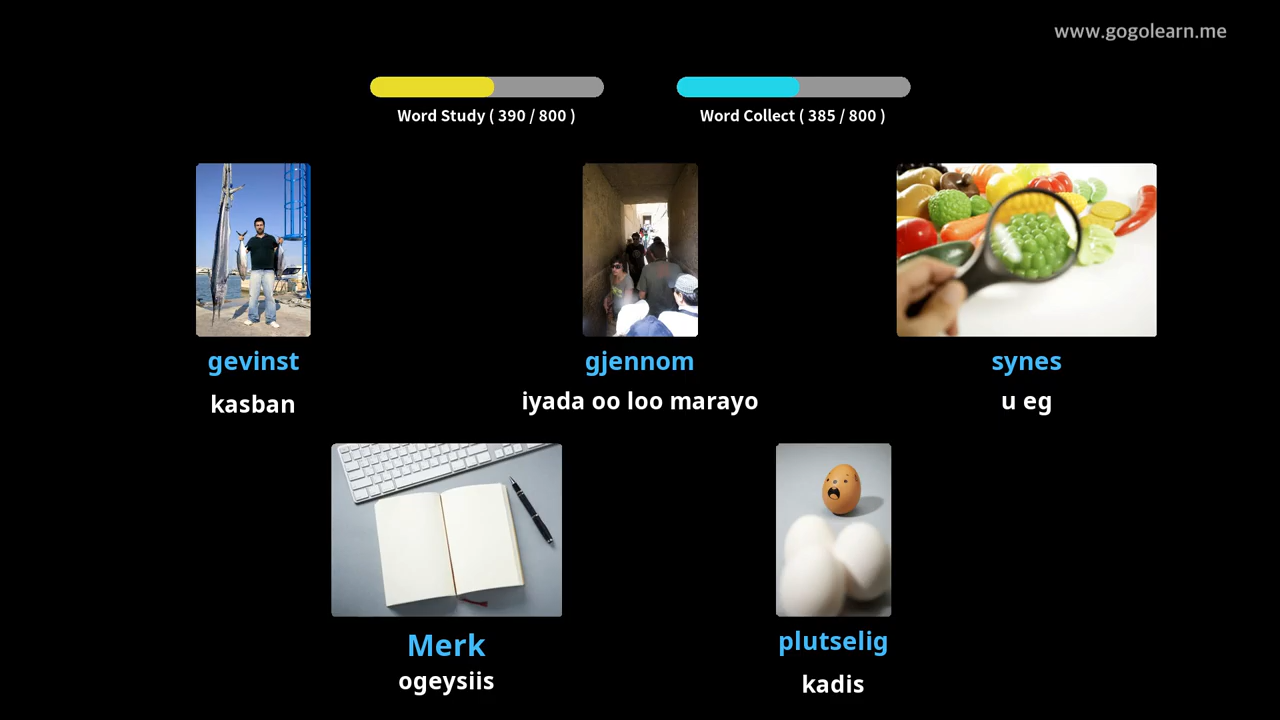 www.gogolearn.me
Word Study ( 390 / 800 )
Word Collect ( 385 / 800 )
gevinst
gjennom
synes
kasban
iyada oo loo marayo
u eg
Merk
plutselig
ogeysiis
kadis